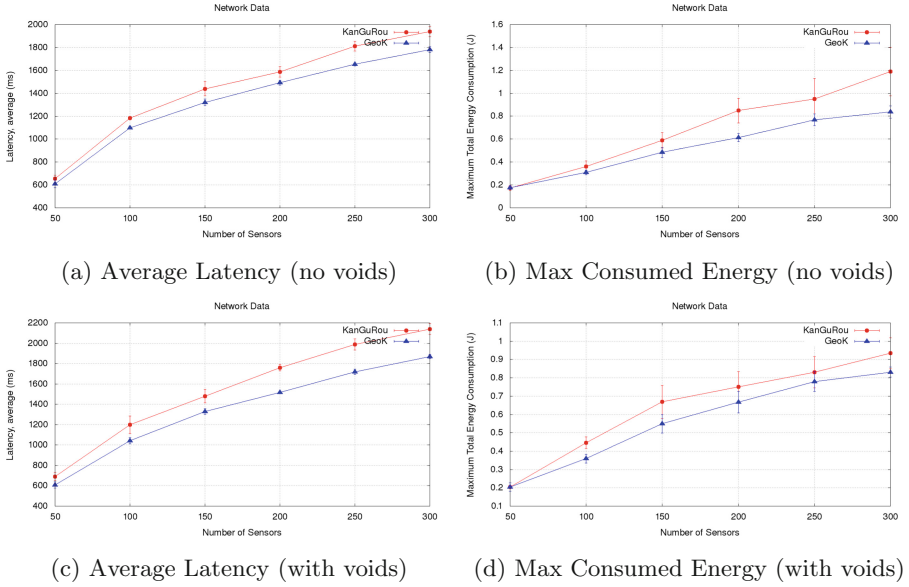 Network Data
KanGuRou
GeoK
2000
1800
1600
1400
1200
1000
800
600
400
Latency, average (ms)
50 100 150 200 250 300
Number of Sensors
(a) Average Latency (no voids)
Network Data
KanGuRou
GeoK
1.6
1.4
1.2
1
0.8
0.6
0.4
0.2
0
Maximum Total Energy Consumption (J)
50 100 150 200 250 300
Number of Sensors
(b) Max Consumed Energy (no voids)
Network Data
KanGuRou
GeoK
2200
2000
1800
1600
1400
1200
1000
800
600
400
Latency, average (ms)
50 100 150 200 250 300
Number of Sensors
(c) Average Latency (with voids)
Network Data
KanGuRou
GeoK
1.1
1
0.9
0.8
0.7
0.6
0.5
0.4
0.3
0.2
0.1
Maximum Total Energy Consumption (J)
50 100 150 200 250 300
Number of Sensors
(d) Max Consumed Energy (with voids)